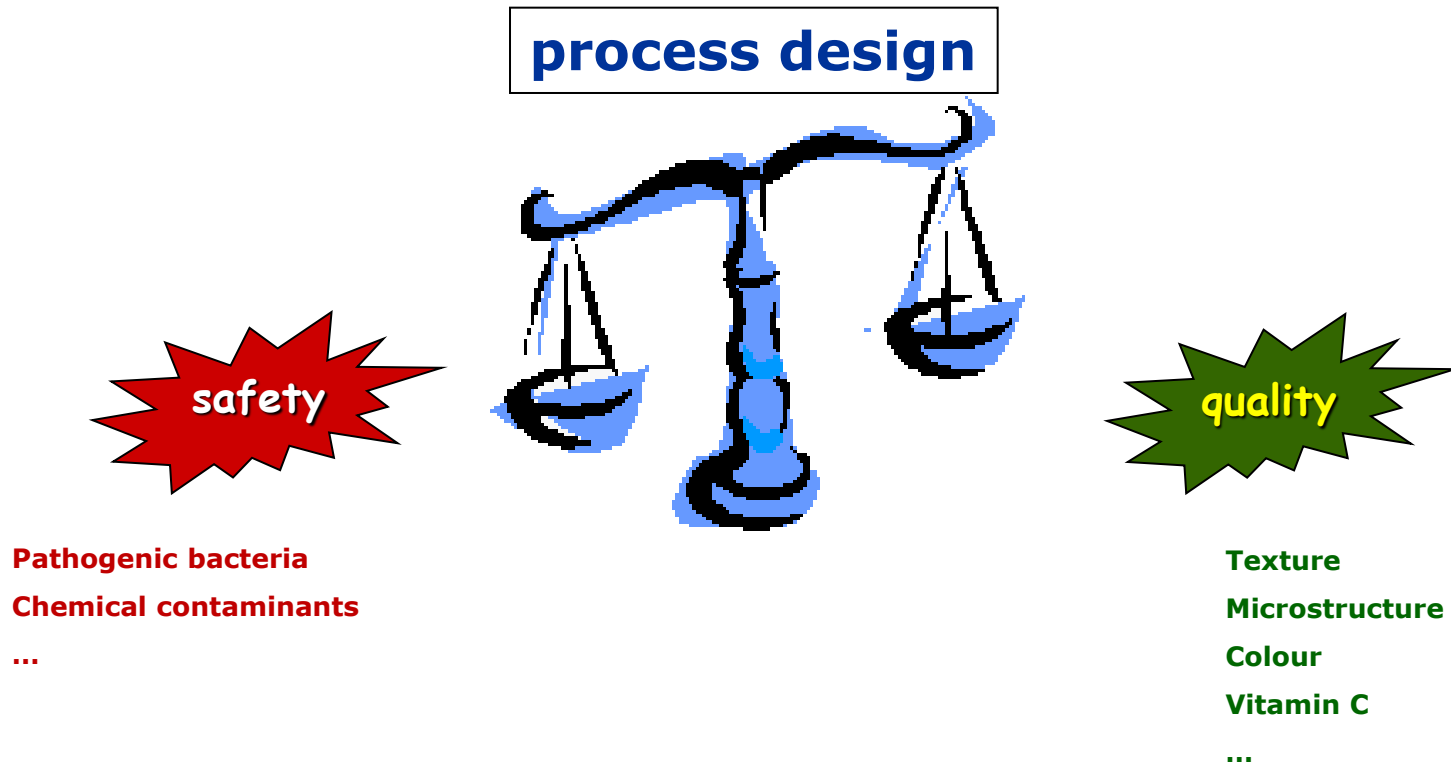 process design
safety
quality
Pathogenic bacteria
Chemical contaminants
...
Texture
Microstructure
Colour
Vitamin C
...